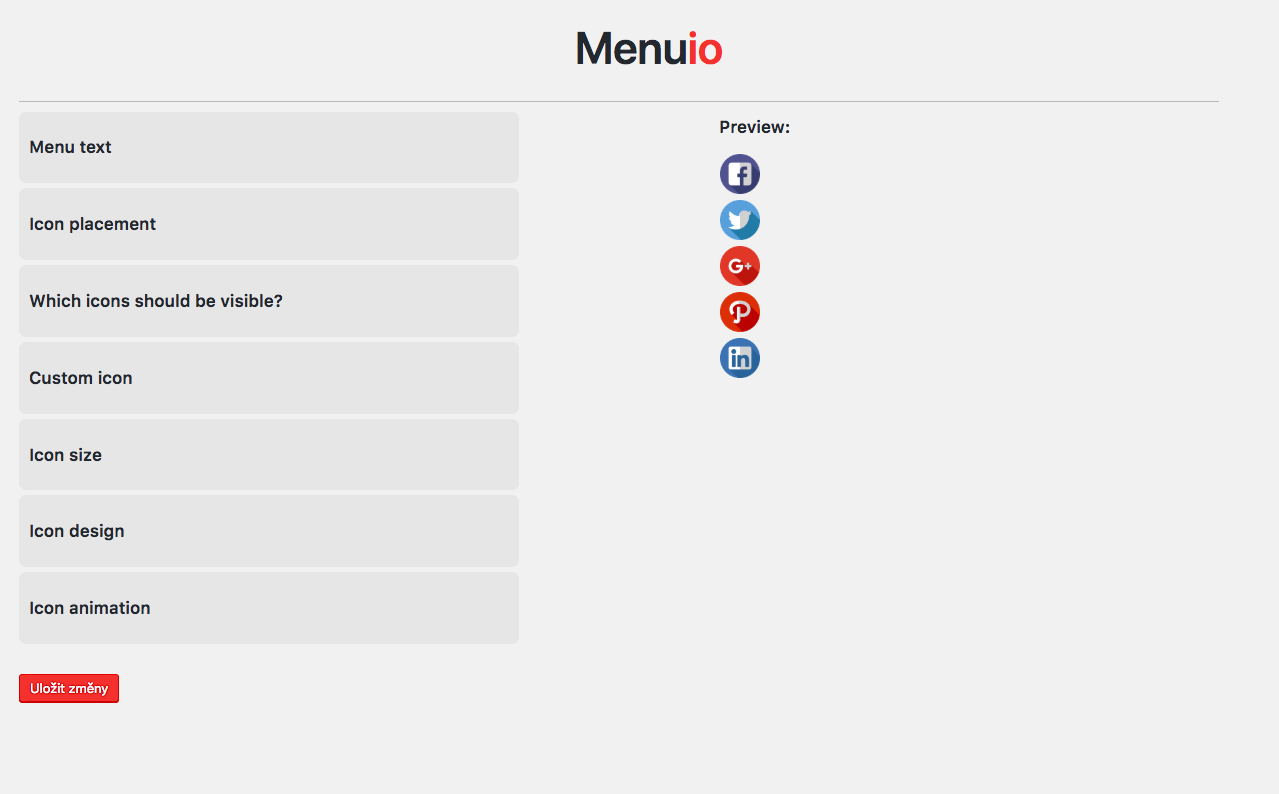 Menuio
Menu text
Icon placement
Which icons should be visible?
Custom icon
Icon size
Icon design
Icon animation
Uložit změny
Preview:
f
G+
P
in